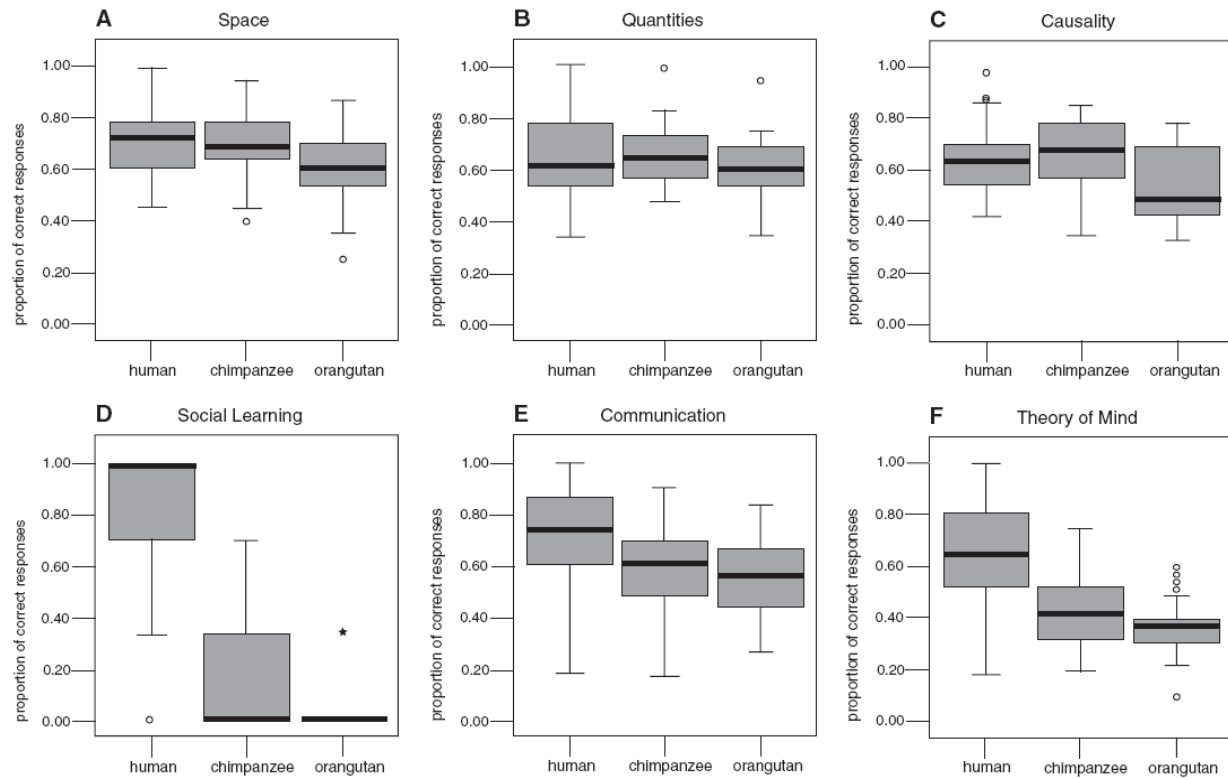 A Space
B Quantities
C Causality
proportion of correct responses
1.00
0.80
0.60
0.40
0.20
0.00
human chimpanzee orangutan
proportion of correct responses
1.00
0.80
0.60
0.40
0.20
0.00
human chimpanzee orangutan
proportion of correct responses
1.00
0.80
0.60
0.40
0.20
0.00
human chimpanzee orangutan
D Social Learning
E Communication
F Theory of Mind
proportion of correct responses
1.00
0.80
0.60
0.40
0.20
0.00
human chimpanzee orangutan
proportion of correct responses
1.00
0.80
0.60
0.40
0.20
0.00
human chimpanzee orangutan
proportion of correct responses
1.00
0.80
0.60
0.40
0.20
0.00
human chimpanzee orangutan